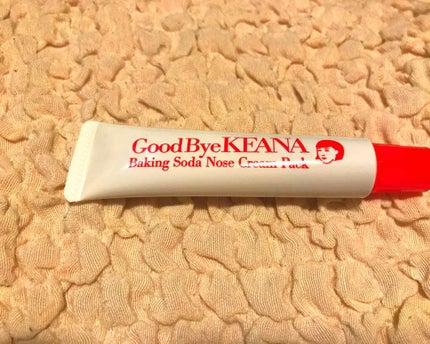 GoodByeKEANA
Baking Soda Nose Cream Pack